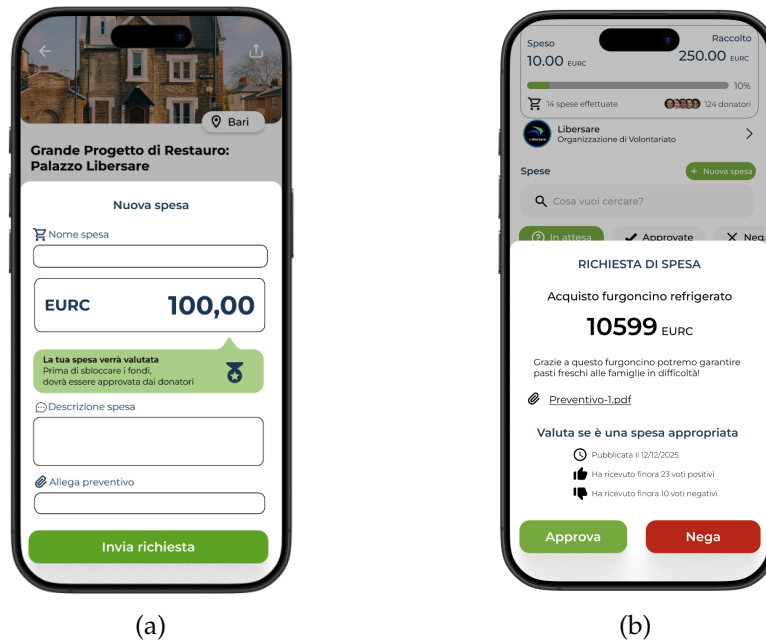 Bari
Grande Progetto di Restauro:
Palazzo Libersare
Nuova spesa
Nome spesa
EURC 100,00
La tua spesa verrà valutata
Prima di sbloccare i fondi,
dovrà essere approvata dai donatori
Descrizione spesa
Allega preventivo
Invia richiesta
(a)
Speso Raccolto
10.00 EURC 250.00 EURC
10%
14 spese effettuate 124 donatori
Libersare
Organizzazione di Volontariato
Spese + Nuova spesa
Cosa vuoi cercare?
In attesa Approvate Neg
RICHIESTA DI SPESA
Acquisto furgoncino refrigerato
10599 EURC
Grazie a questo furgoncino potremo garantire
pasti freschi alle famiglie in difficoltà!
Preventivo-1.pdf
Valuta se è una spesa appropriata
Pubblicata il 12/12/2025
Ha ricevuto finora 23 voti positivi
Ha ricevuto finora 10 voti negativi
Approva Nega
(b)